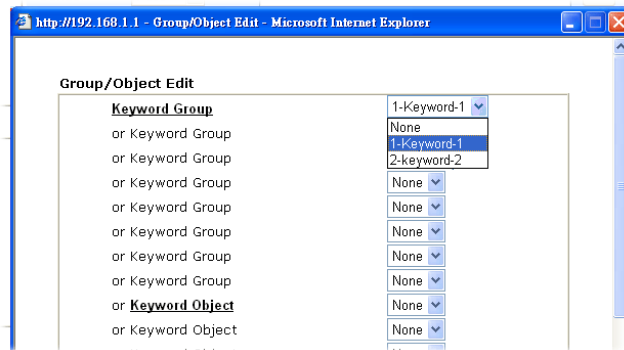 http://192.168.1.1 - Group/Object Edit - Microsoft Internet Explorer
Group/Object Edit
Keyword Group 1-Keyword-1
or Keyword Group None
1-Keyword-1
or Keyword Group 2-keyword-2
or Keyword Group None
or Keyword Group None
or Keyword Group None
or Keyword Group None
or Keyword Group None
or Keyword Object None
or Keyword Object None